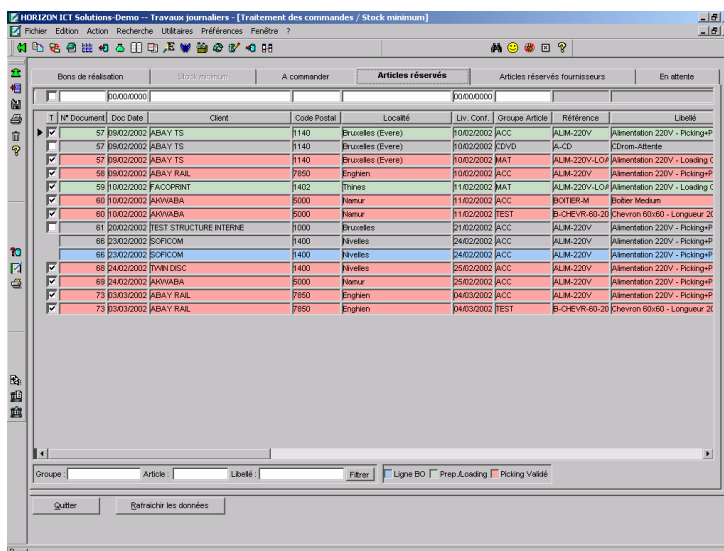 HORIZON ICT Solutions-Demo -- Travaux journaliers - [Traitement des commandes / Stock minimum]
Fichier Edition Action Recherche Utilitaires Préférences Fenêtre ?
Bons de réalisation Stock minimum A commander Articles réservés Articles réservés fournisseurs En attente
00/00/0000 00/00/0000
T N° Document Doc Date Client Code Postal Localité Liv. Conf. Groupe Article Référence Libellé
57 09/02/2002 ABAY TS 1140 Bruxelles (Evere) 10/02/2002 ACC ALIM-220V Alimentation 220V - Picking+P
57 09/02/2002 ABAY TS 1140 Bruxelles (Evere) 10/02/2002 CDVD A-CD CDrom-Attente
57 09/02/2002 ABAY TS 1140 Bruxelles (Evere) 10/02/2002 MAT ALIM-220V-LOA Alimentation 220V - Loading C
58 09/02/2002 ABAY RAIL 7850 Enghien 10/02/2002 ACC ALIM-220V Alimentation 220V - Picking+P
59 10/02/2002 FACOPRINT 1402 Thines 11/02/2002 MAT ALIM-220V-LOA Alimentation 220V - Loading C
60 10/02/2002 AKWABA 5000 Namur 11/02/2002 ACC BOITIER-M Boîtier Medium
60 10/02/2002 AKWABA 5000 Namur 11/02/2002 TEST B-CHEVR-60-20 Chevron 60x60 - Longueur 20
61 20/02/2002 TEST STRUCTURE INTERNE 1000 Bruxelles 21/02/2002 ACC ALIM-220V Alimentation 220V - Picking+P
66 23/02/2002 SOFICOM 1400 Nivelles 24/02/2002 ACC ALIM-220V Alimentation 220V - Picking+P
66 23/02/2002 SOFICOM 1400 Nivelles 24/02/2002 ACC ALIM-220V Alimentation 220V - Picking+P
68 24/02/2002 TWIN DISC 1400 Nivelles 25/02/2002 ACC ALIM-220V Alimentation 220V - Picking+P
69 24/02/2002 AKWABA 5000 Namur 25/02/2002 ACC ALIM-220V Alimentation 220V - Picking+P
73 03/03/2002 ABAY RAIL 7850 Enghien 04/03/2002 ACC ALIM-220V Alimentation 220V - Picking+P
73 03/03/2002 ABAY RAIL 7850 Enghien 04/03/2002 TEST B-CHEVR-60-20 Chevron 60x60 - Longueur 20
Groupe : Article : Libellé : Filtrer Ligne BO Prep./Loading Picking Validé
Quitter Rafraichir les données